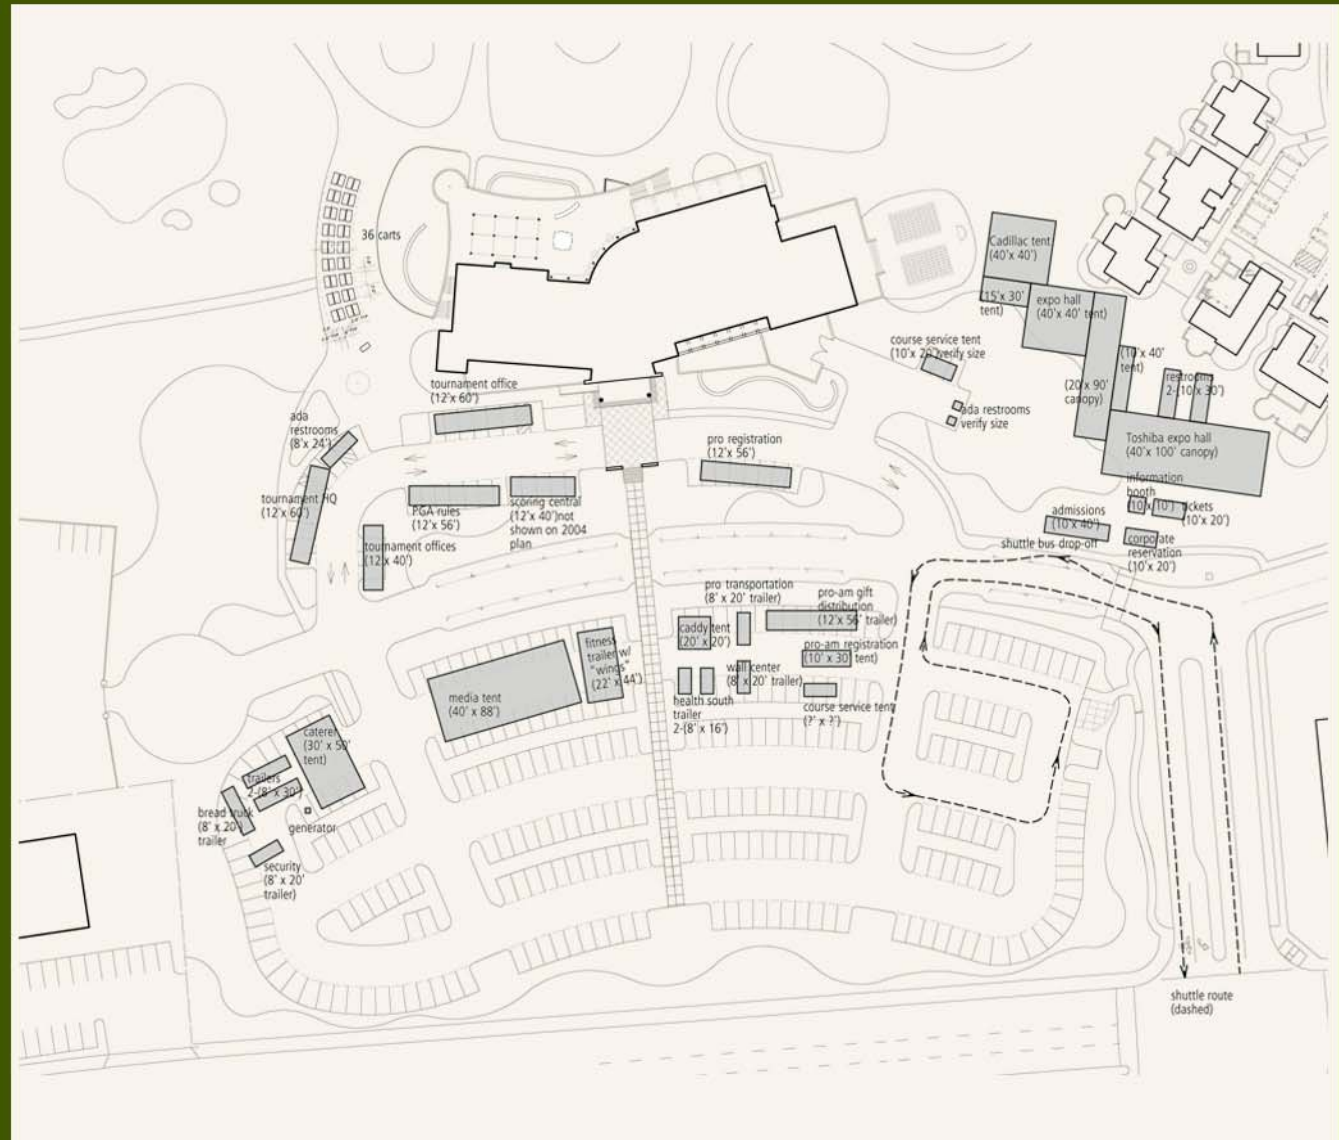 36 carts
Cadillac tent
(40'x 40')
(15'x 30'
tent)
expo hall
(40'x 40' tent)
course service tent
(10'x 20')verify size
(10'x 40'
tent)
(20'x 90'
canopy)
restrooms
2-(10'x 30')
ada restrooms
verify size
Toshiba expo hall
(40'x 100' canopy)
tournament office
(12'x 60')
ada
restrooms
(8'x 24')
pro registration
(12'x 56')
tournament HQ
(12'x 60')
PGA rules
(12'x 56')
scoring central
(12'x 40')not
shown on 2004
plan
tournament offices
(12'x 40')
information
booth
(10'x 10')
tickets
(10'x 20')
admissions
(10'x 40')
corporate
reservation
(10'x 20')
shuttle bus drop-off
pro transportation
(8' x 20' trailer)
pro-am gift
distribution
(12'x 56' trailer)
caddy tent
(20' x 20')
pro-am registration
(10' x 30' tent)
fitness
trailer w/
"wings"
(22' x 44')
wall center
(8' x 20' trailer)
media tent
(40' x 88')
health south
trailer
2-(8' x 16')
course service tent
(?' x ?')
caterer
(30' x 50'
tent)
trailers
2-(8' x 30')
bread truck
(8' x 20')
trailer
generator
security
(8' x 20'
trailer)
shuttle route
(dashed)